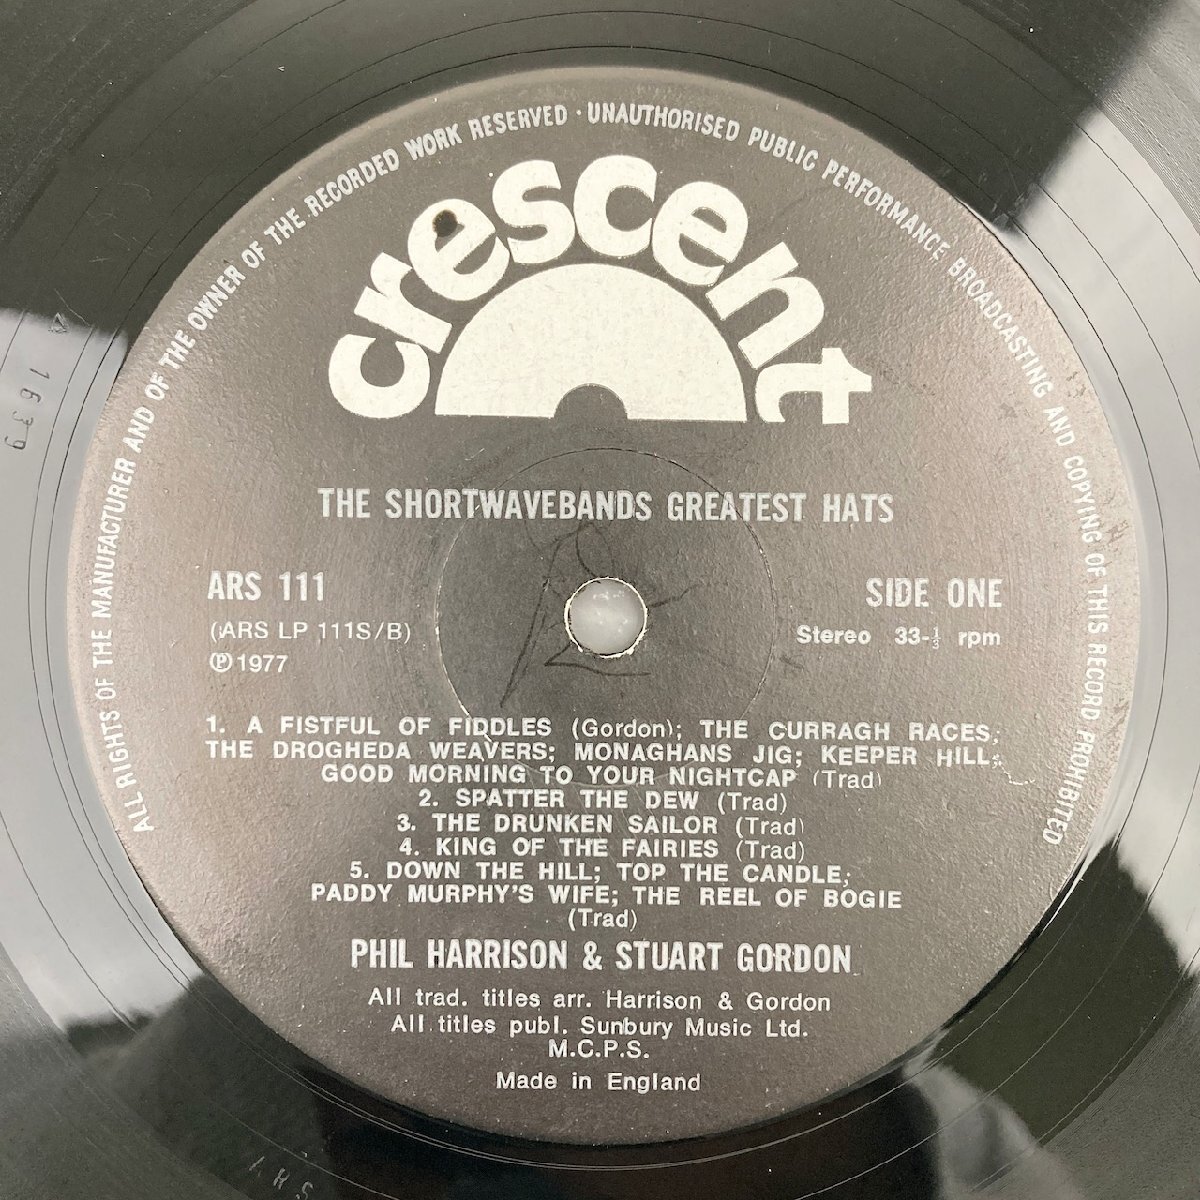 ALL RIGHTS OF THE MANUFACTURER AND OF THE OWNER OF THE RECORDED WORK RESERVED · UNAUTHORISED PUBLIC PERFORMANCE BROADCASTING AND COPYING OF THIS RECORD PROHIBITED
crescent
THE SHORTWAVEBANDS GREATEST HATS
ARS 111
SIDE ONE
(ARS LP 111S/B)
Stereo 33-⅓ rpm
℗ 1977
1. A FISTFUL OF FIDDLES (Gordon); THE CURRAGH RACES;
THE DROGHEDA WEAVERS; MONAGHANS JIG; KEEPER HILL;
GOOD MORNING TO YOUR NIGHTCAP (Trad)
2. SPATTER THE DEW (Trad)
3. THE DRUNKEN SAILOR (Trad)
4. KING OF THE FAIRIES (Trad)
5. DOWN THE HILL; TOP THE CANDLE;
PADDY MURPHY'S WIFE; THE REEL OF BOGIE
(Trad)
PHIL HARRISON & STUART GORDON
All trad. titles arr. Harrison & Gordon
All titles publ. Sunbury Music Ltd.
M.C.P.S.
Made in England
1639
ARS